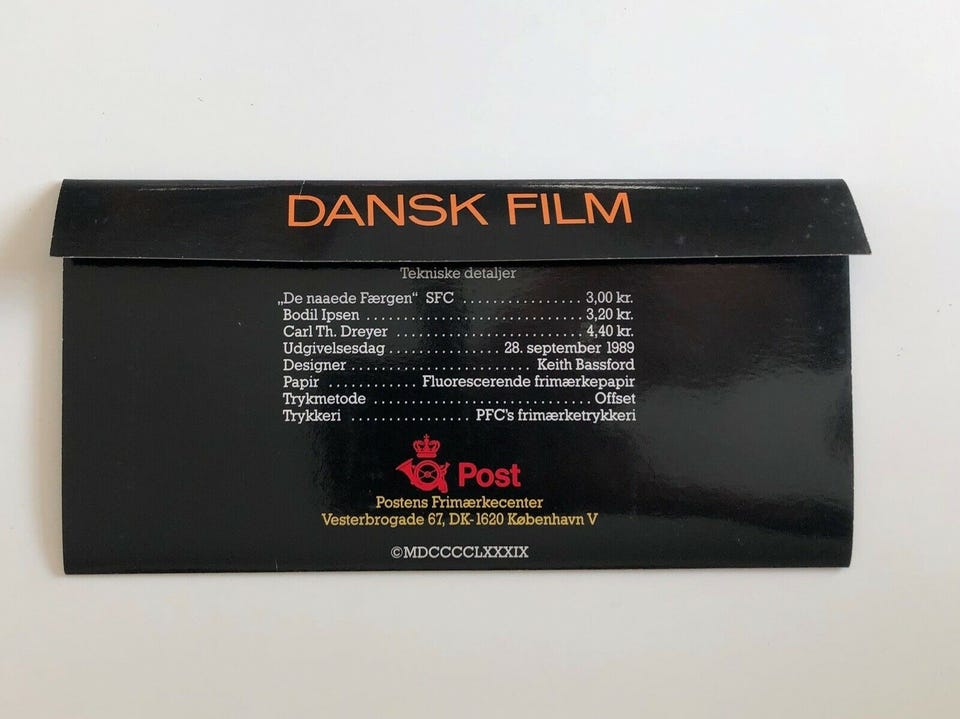 DANSK FILM
Tekniske detaljer
„De naaede Færgen“ SFC ................ 3,00 kr.
Bodil Ipsen ................................ 3,20 kr.
Carl Th. Dreyer ........................... 4,40 kr.
Udgivelsesdag ................ 28. september 1989
Designer ......................... Keith Bassford
Papir ............ Fluorescerende frimærkepapir
Trykmetode ................................ Offset
Trykkeri ................ PFC's frimærketrykkeri
Post
Postens Frimærkecenter
Vesterbrogade 67, DK-1620 København V
©MDCCCCLXXXIX